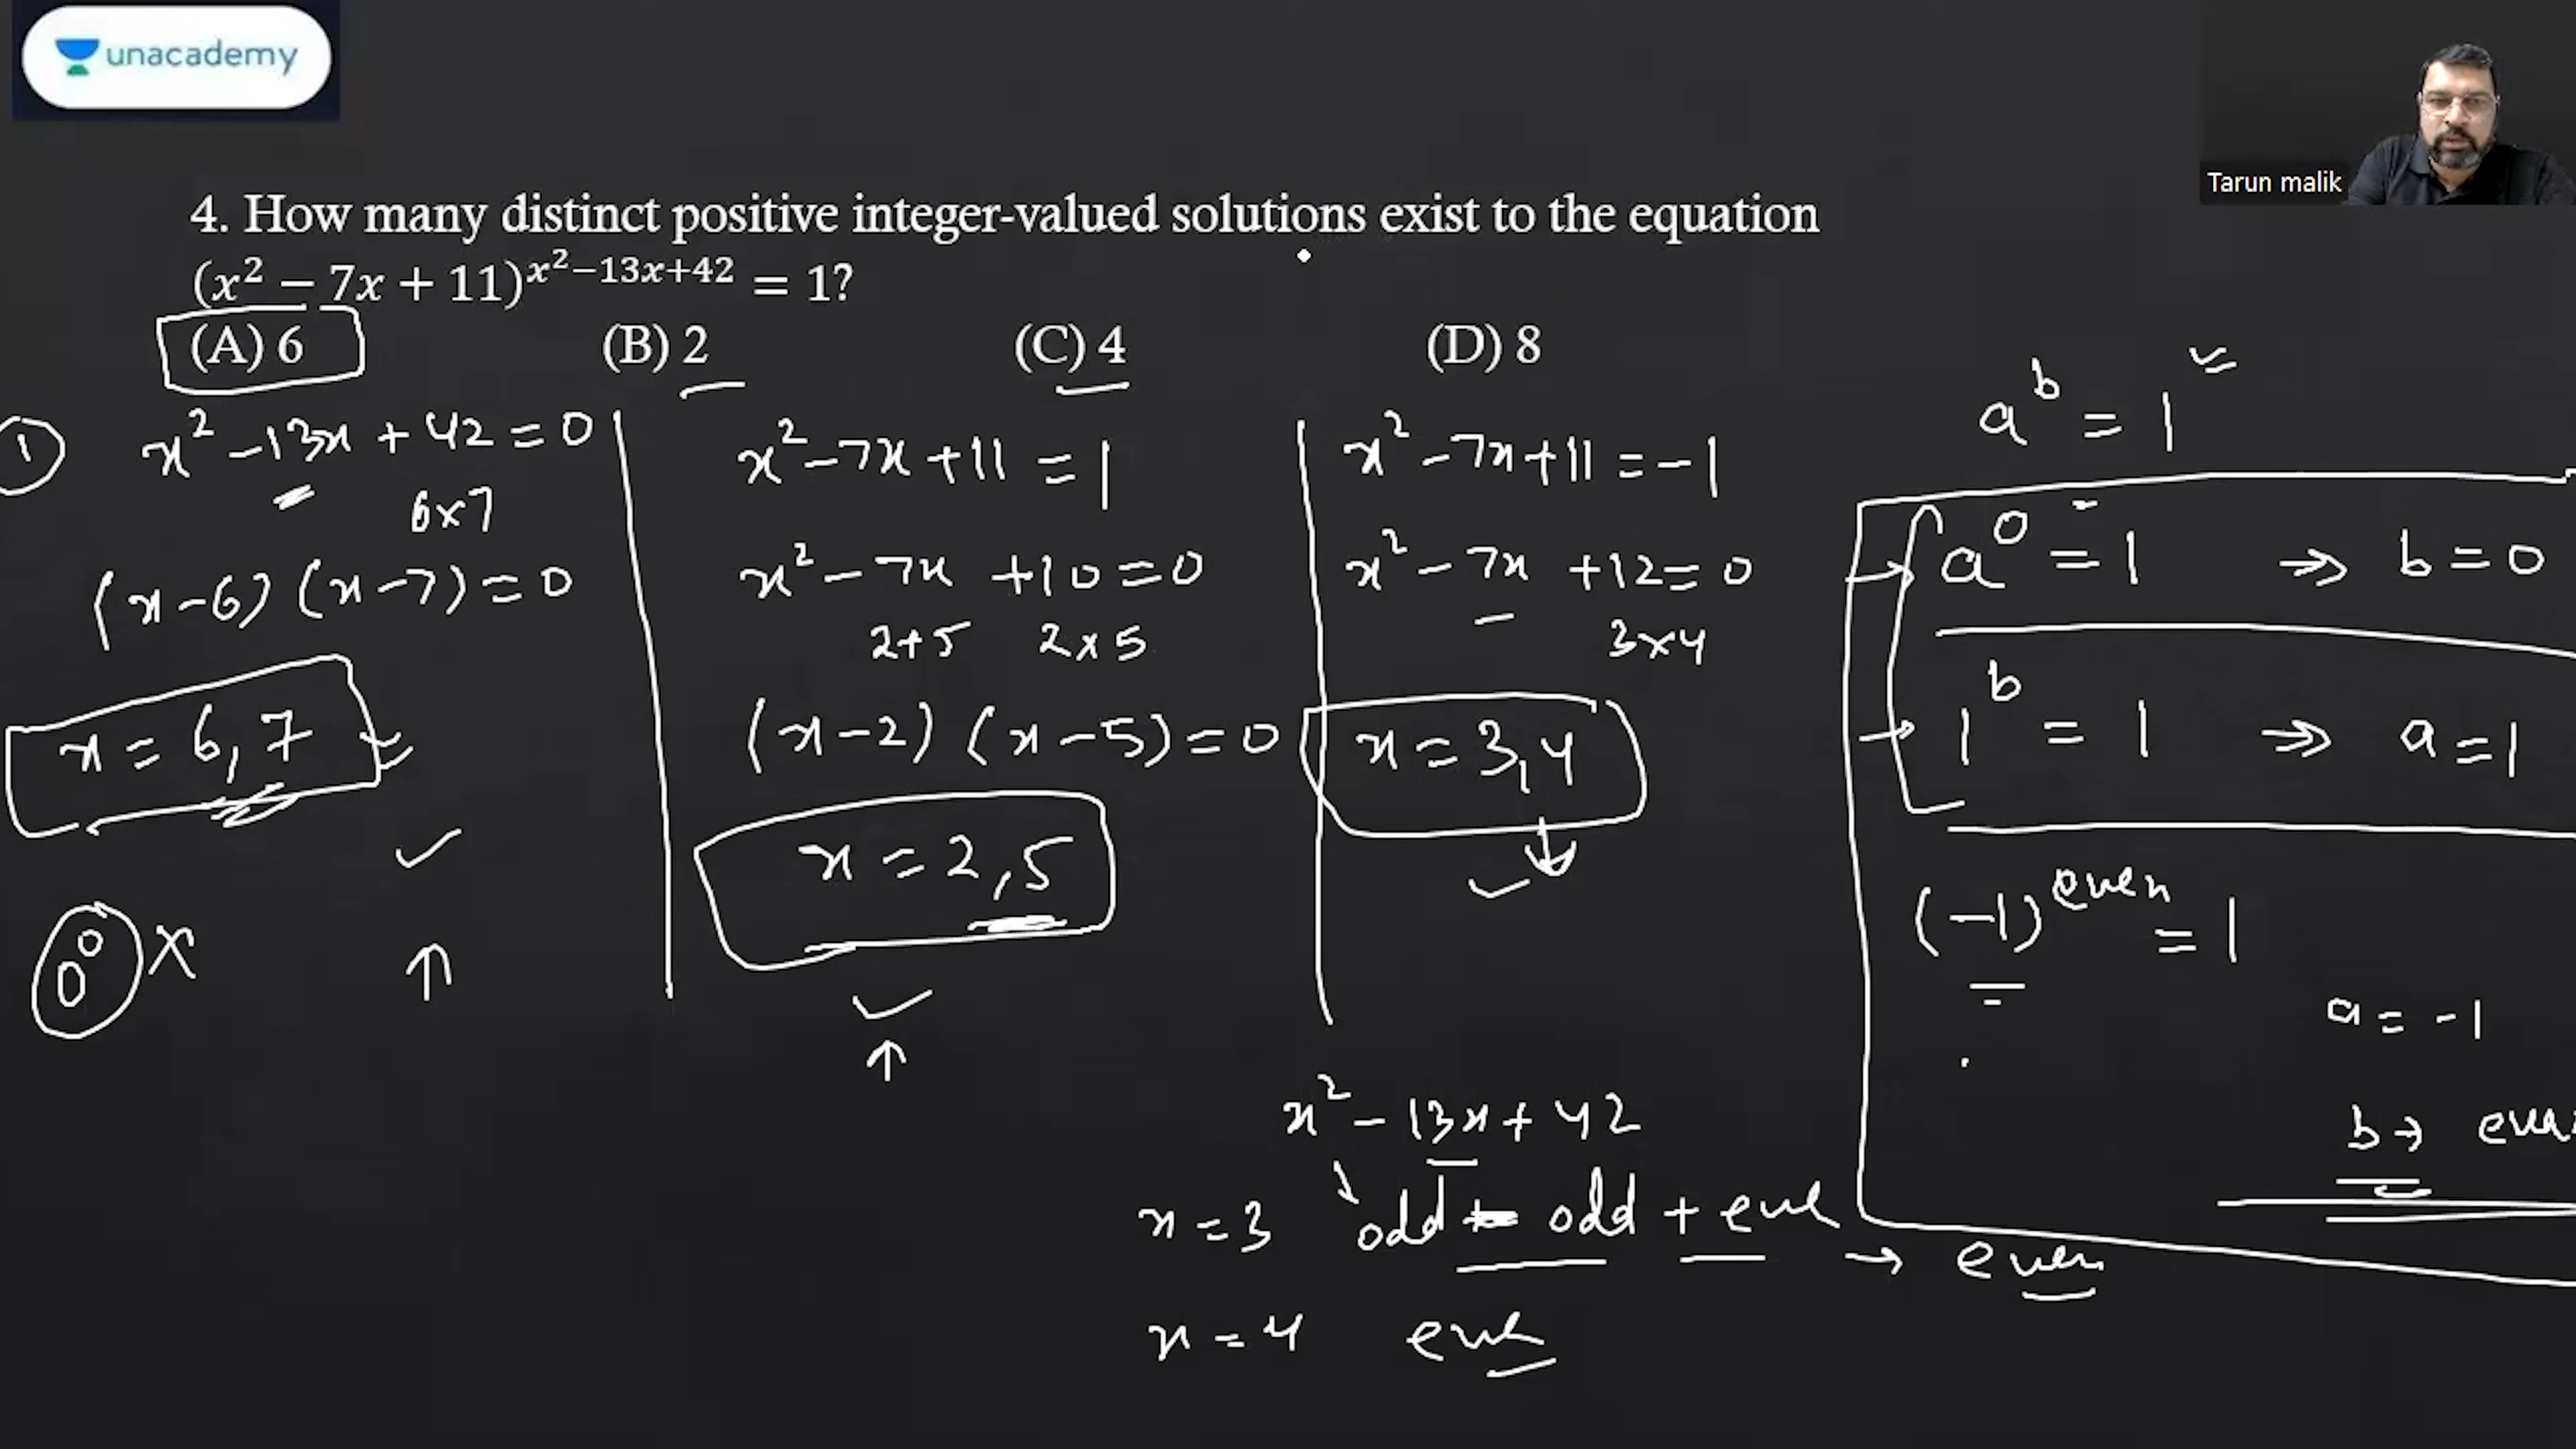 unacademy
Tarun malik
4. How many distinct positive integer-valued solutions exist to the equation
(x² − 7x + 11)^(x²−13x+42) = 1?
(A) 6 (B) 2 (C) 4 (D) 8
① x² − 13x + 42 = 0
6×7
(x−6) (x−7) = 0
x = 6, 7
0⁰ X
x² − 7x + 11 = 1
x² − 7x + 10 = 0
2+5 2×5
(x−2) (x−5) = 0
x = 2, 5
x² − 7x + 11 = −1
x² − 7x + 12 = 0
3×4
x = 3, 4
x² − 13x + 42
x = 3 odd − odd + eve → even
x = 4 eve
a^b = 1
a⁰ = 1 ⇒ b = 0
1^b = 1 ⇒ a = 1
(−1)^even = 1
a = −1
b → eve